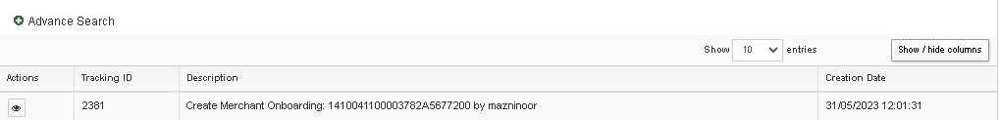 Advance Search
Show 10 entries Show / hide columns
Actions Tracking ID Description Creation Date
2381 Create Merchant Onboarding: 1410041100003782A5677200 by mazninoor 31/05/2023 12:01:31